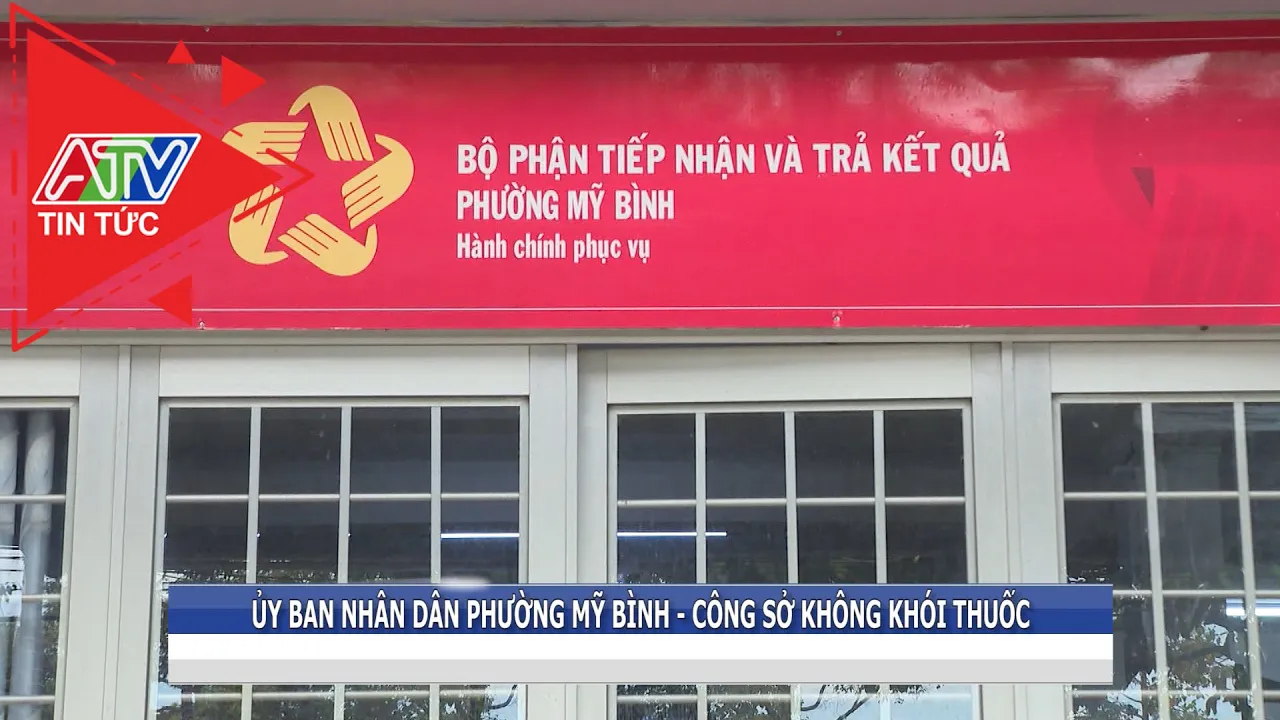 ATV
TIN TỨC
BỘ PHẬN TIẾP NHẬN VÀ TRẢ KẾT QUẢ
PHƯỜNG MỸ BÌNH
Hành chính phục vụ
ỦY BAN NHÂN DÂN PHƯỜNG MỸ BÌNH - CÔNG SỞ KHÔNG KHÓI THUỐC